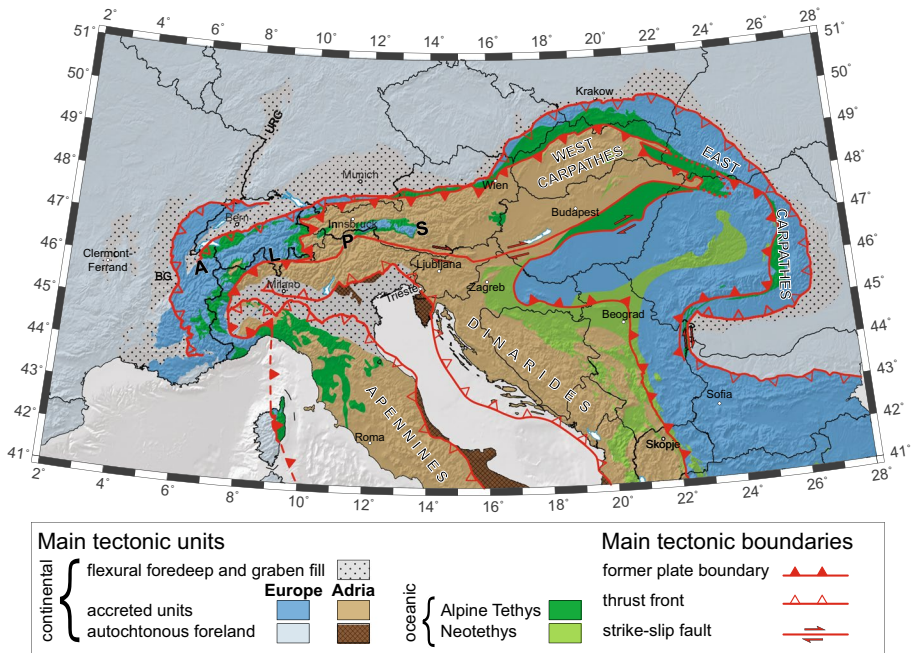 2° 4° 6° 8° 10° 12° 14° 16° 18° 20° 22° 24° 26° 28°
51° 51°
50° 50°
49° 49°
48° 48°
47° 47°
46° 46°
45° 45°
44° 44°
43° 43°
42° 42°
41° 41°
2° 4° 6° 8° 10° 12° 14° 16° 18° 20° 22° 24° 26° 28°
Krakow
URG
WEST
CARPATHES
EAST
CARPATHES
Munich
Wien
Bern
Innsbruck
Budapest
A L P S
Clermont-
Ferrand
BG
Ljubljana
Milano
Trieste
Zagreb
Beograd
DINARIDES
APENNINES
Sofia
Roma
Skopje
Main tectonic units
continental
flexural foredeep and graben fill
Europe Adria
accreted units
autochtonous foreland
oceanic
Alpine Tethys
Neotethys
Main tectonic boundaries
former plate boundary
thrust front
strike-slip fault